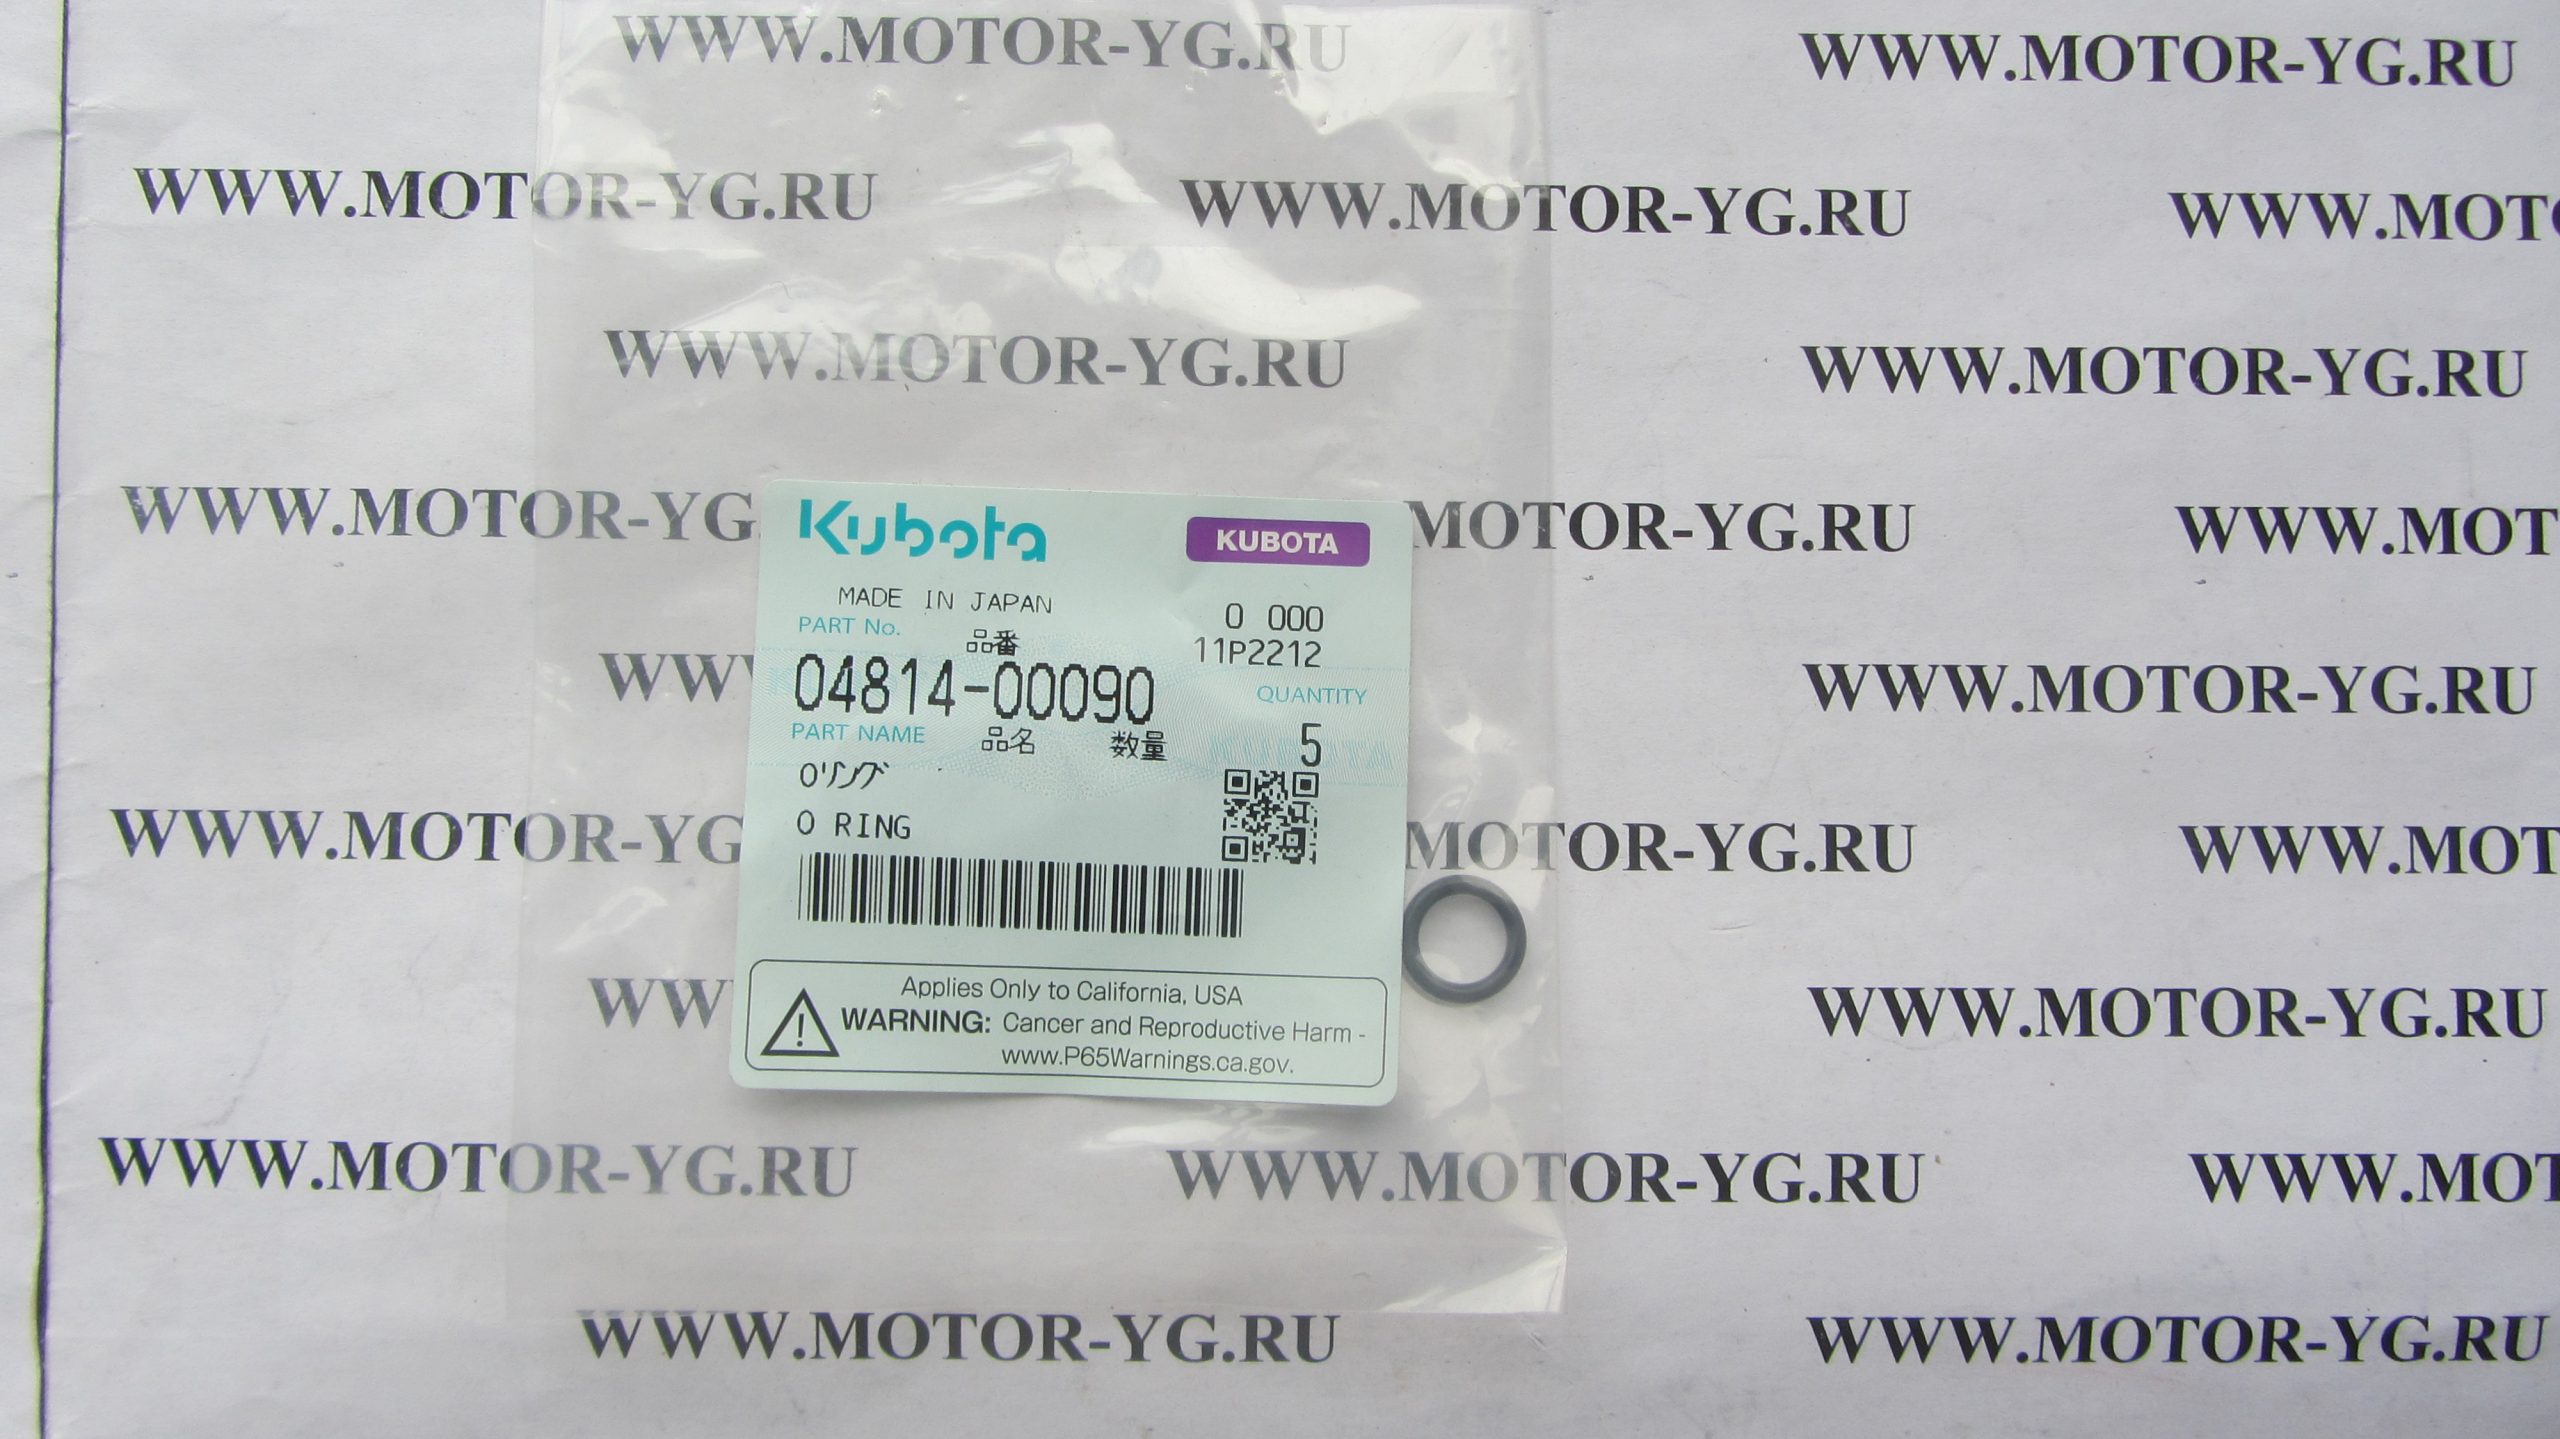 WWW.MOTOR-YG.RU
WWW.MOTOR-YG.RU
WWW.MOTOR-YG.RU
WWW.MOTOR-YG.RU
WWW.MOT
WWW.MOTOR-YG.RU
WWW.MOTOR-YG.RU
WWW.MOTOR-YG
MOTOR-YG.RU
WWW.MOT
Kubota
KUBOTA
MADE IN JAPAN
0 000
PART No.
品番
11P2212
04814-00090
QUANTITY
PART NAME
品名
数量
5
Oリング
O RING
Applies Only to California, USA
WARNING: Cancer and Reproductive Harm -
www.P65Warnings.ca.gov.
WW
WWW.MOTOR-YG.RU
WWW.MOTOR-YG
MOTOR-YG.RU
WWW.MOT
WW
WWW.MOTOR-YG.RU
WWW.MOTOR-YG.RU
WWW.MOTOR-YG.RU
WWW.MOT
WWW.MOTOR-YG.RU
WWW.MOTOR-YG.RU